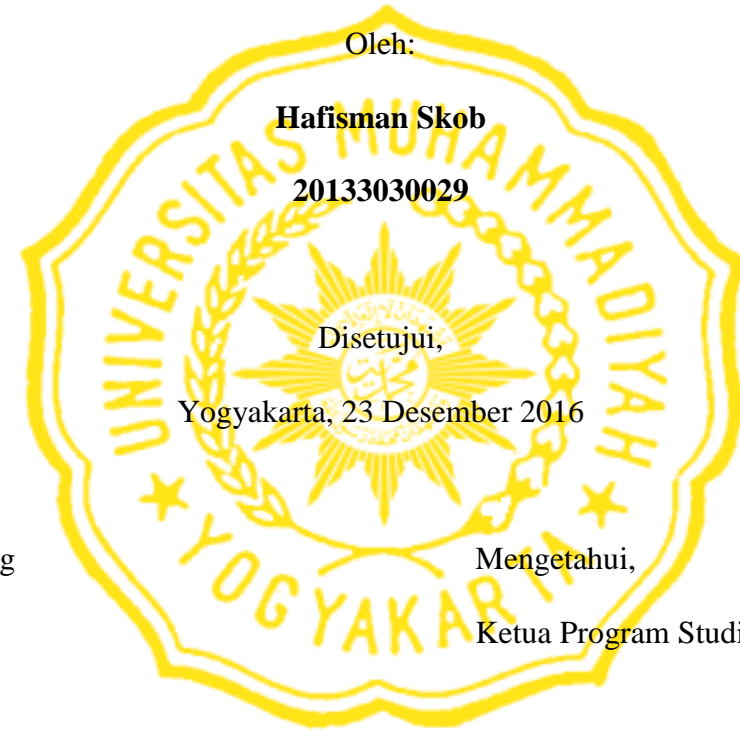 Oleh:
Hafisman Skob
20133030029
UNIVERSITAS MUHAMMADIYAH
Disetujui,
Yogyakarta, 23 Desember 2016
g Mengetahui,
★ YOGYAKARTA ★
Ketua Program Studi